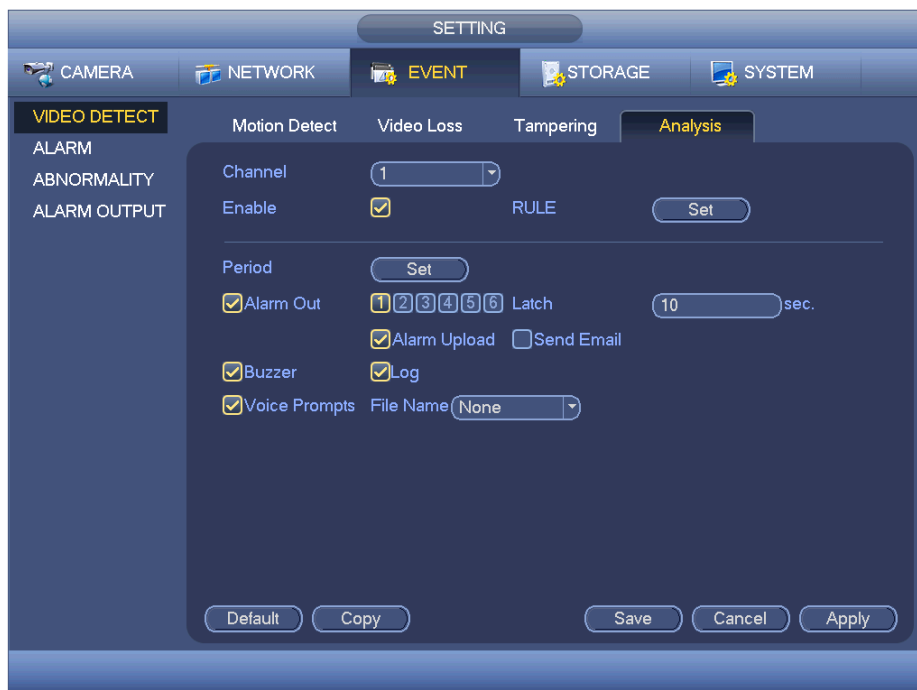 SETTING
CAMERA NETWORK EVENT STORAGE SYSTEM
VIDEO DETECT
ALARM
ABNORMALITY
ALARM OUTPUT
Motion Detect Video Loss Tampering Analysis
Channel 1
Enable RULE Set
Period Set
Alarm Out 1 2 3 4 5 6 Latch 10 sec.
Alarm Upload Send Email
Buzzer Log
Voice Prompts File Name None
Default Copy Save Cancel Apply